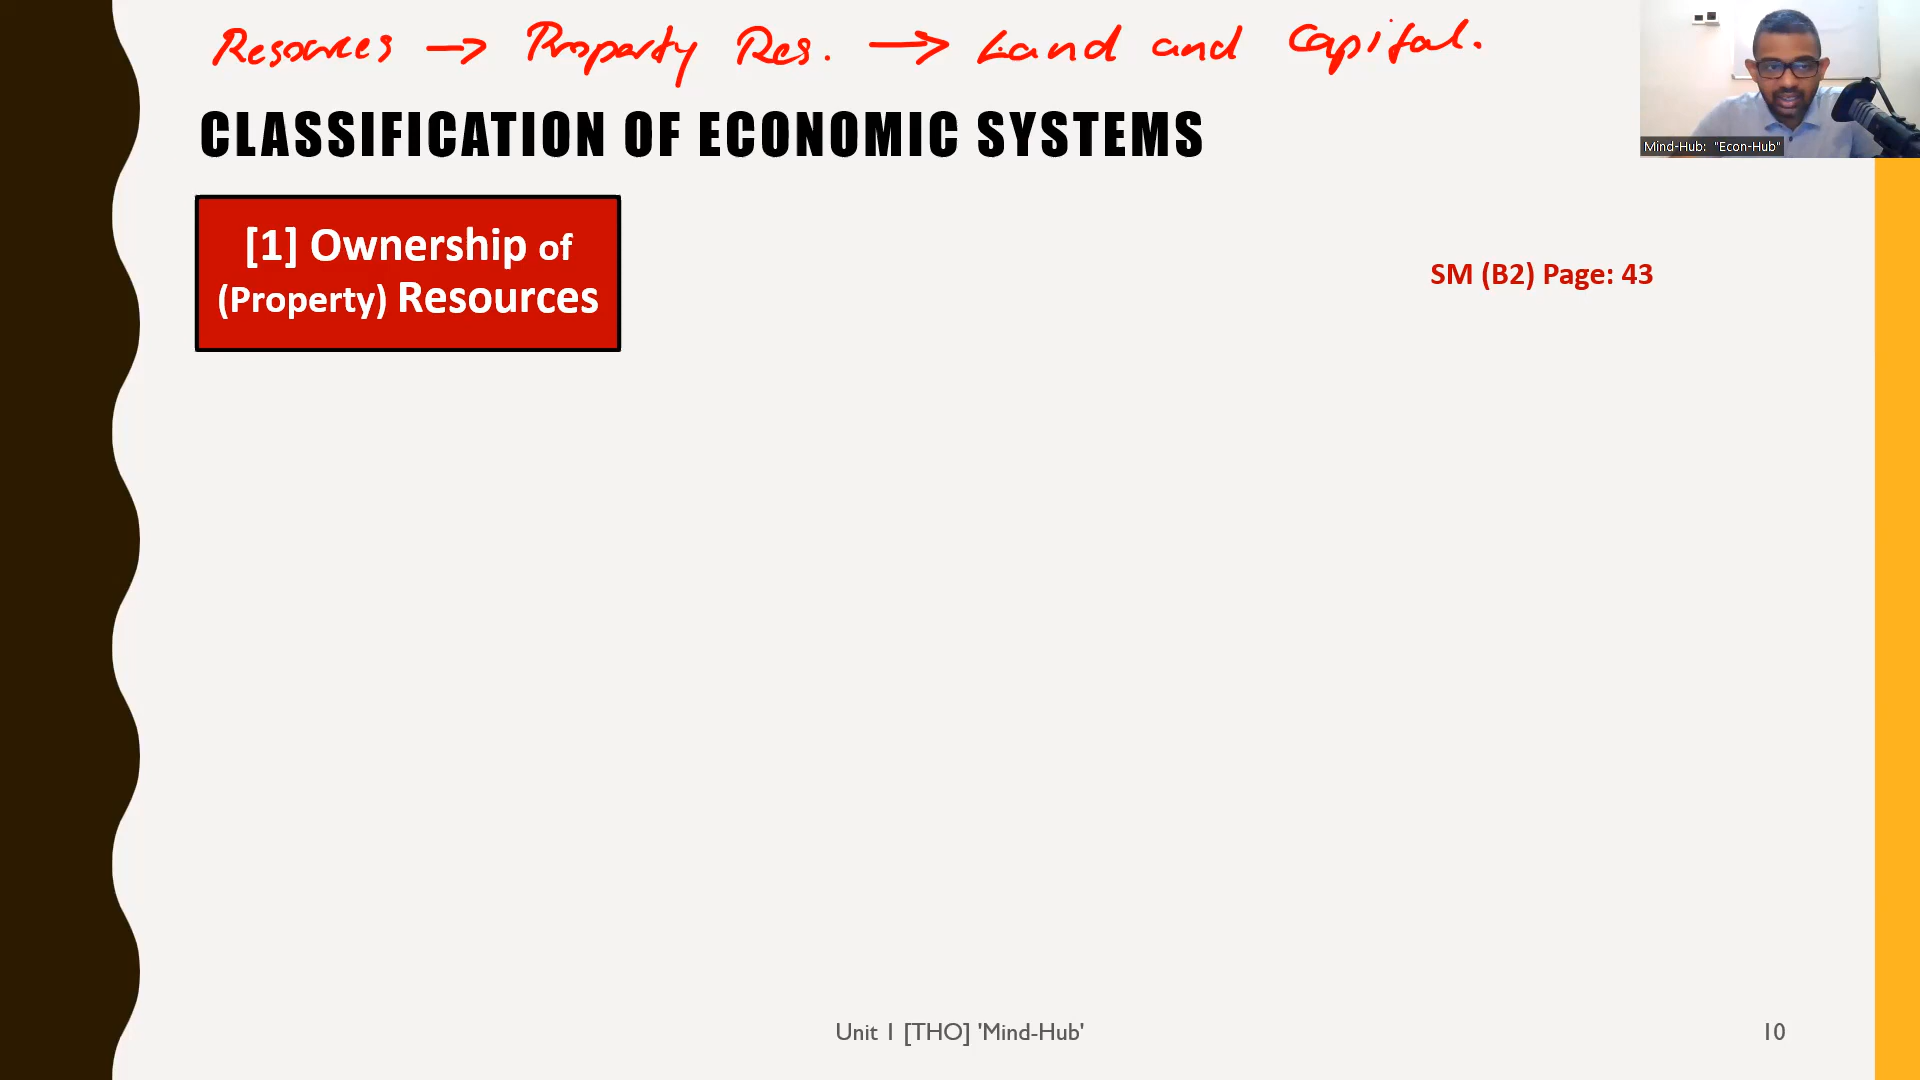 Resources → Property Res. → Land and Capital.
Mind-Hub: "Econ-Hub"
CLASSIFICATION OF ECONOMIC SYSTEMS
[1] Ownership of
(Property) Resources
SM (B2) Page: 43
Unit 1 [THO] 'Mind-Hub'
10